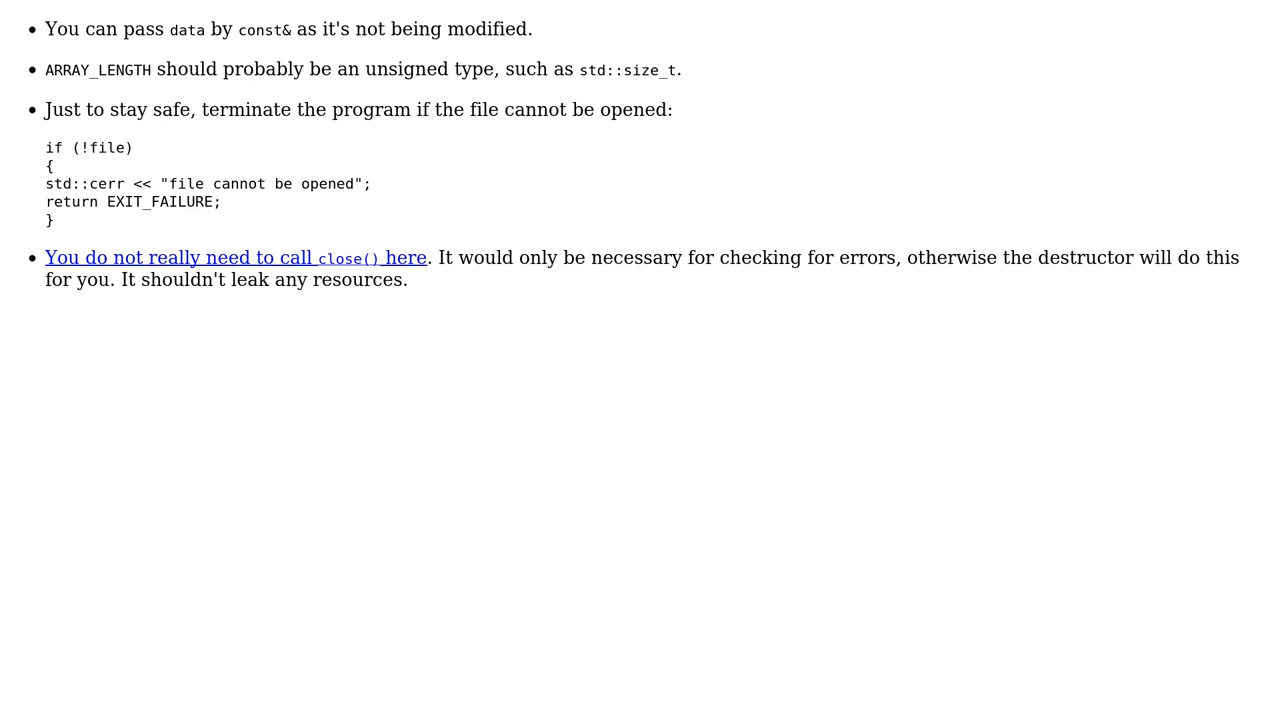 You can pass data by const& as it's not being modified.
ARRAY_LENGTH should probably be an unsigned type, such as std::size_t.
Just to stay safe, terminate the program if the file cannot be opened:
if (!file)
{
std::cerr << "file cannot be opened";
return EXIT_FAILURE;
}
You do not really need to call close() here. It would only be necessary for checking for errors, otherwise the destructor will do this
for you. It shouldn't leak any resources.